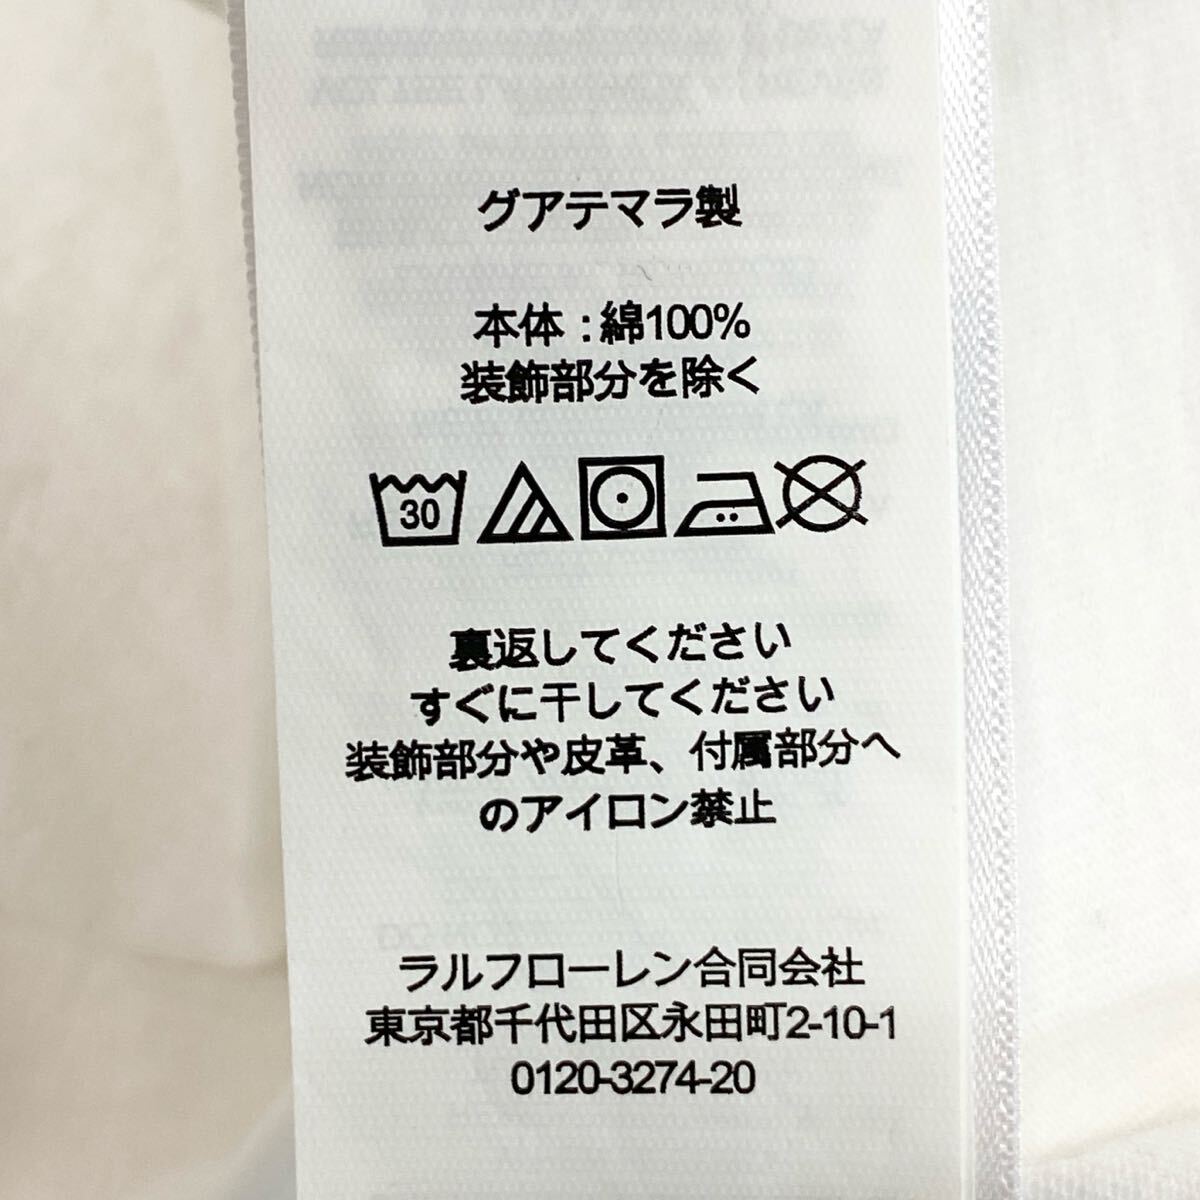 グアテマラ製
本体 : 綿100%
装飾部分を除く
30
裏返してください
すぐに干してください
装飾部分や皮革、付属部分へ
のアイロン禁止
ラルフローレン合同会社
東京都千代田区永田町2-10-1
0120-3274-20